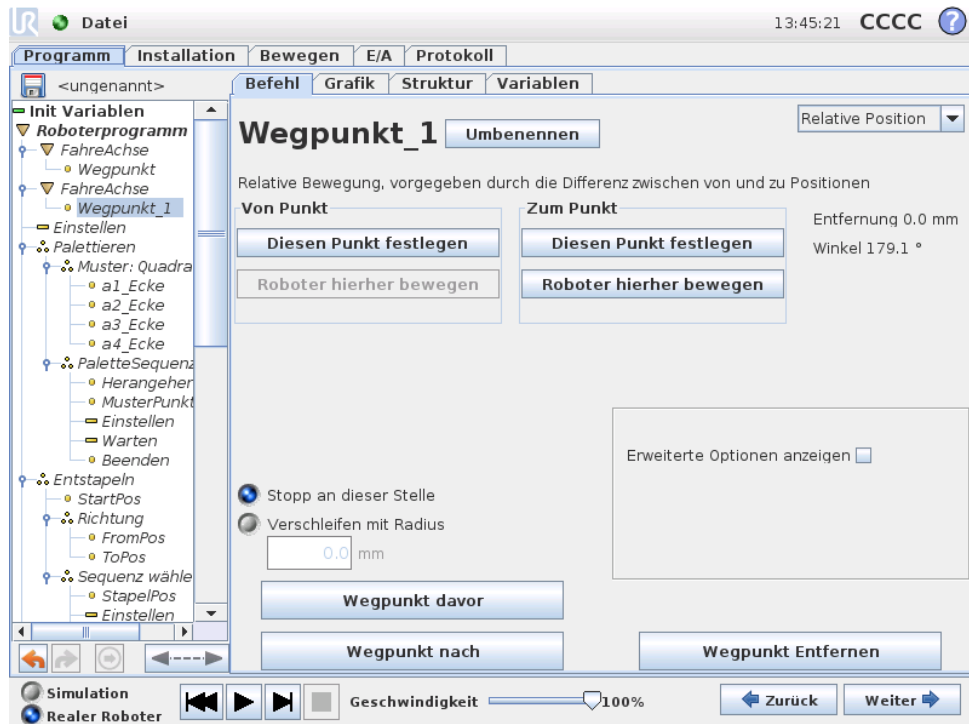 UR Datei 13:45:21 CCCC ?
Programm Installation Bewegen E/A Protokoll
<ungenannt>
Befehl Grafik Struktur Variablen
Init Variablen
Roboterprogramm
FahreAchse
Wegpunkt
FahreAchse
Wegpunkt_1
Einstellen
Palettieren
Muster: Quadra
a1_Ecke
a2_Ecke
a3_Ecke
a4_Ecke
PaletteSequenz
Herangehen
MusterPunkt
Einstellen
Warten
Beenden
Entstapeln
StartPos
Richtung
FromPos
ToPos
Sequenz wähle
StapelPos
Einstellen
Wegpunkt_1 Umbenennen Relative Position
Relative Bewegung, vorgegeben durch die Differenz zwischen von und zu Positionen
Von Punkt
Diesen Punkt festlegen
Roboter hierher bewegen
Zum Punkt
Diesen Punkt festlegen
Roboter hierher bewegen
Entfernung 0.0 mm
Winkel 179.1 °
Erweiterte Optionen anzeigen
Stopp an dieser Stelle
Verschleifen mit Radius
0.0 mm
Wegpunkt davor
Wegpunkt nach Wegpunkt Entfernen
Simulation
Realer Roboter
Geschwindigkeit 100%
Zurück Weiter